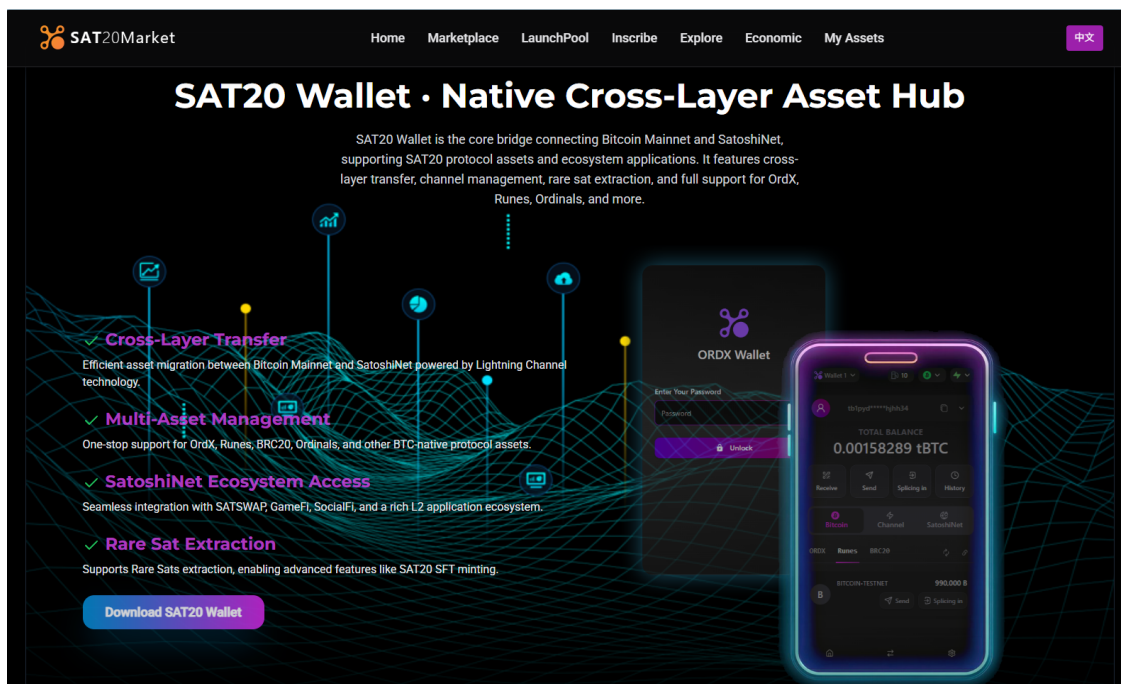 SAT20Market
Home
Marketplace
LaunchPool
Inscribe
Explore
Economic
My Assets
中文
SAT20 Wallet · Native Cross-Layer Asset Hub
SAT20 Wallet is the core bridge connecting Bitcoin Mainnet and SatoshiNet,
supporting SAT20 protocol assets and ecosystem applications. It features cross-
layer transfer, channel management, rare sat extraction, and full support for OrdX,
Runes, Ordinals, and more.
Cross-Layer Transfer
Efficient asset migration between Bitcoin Mainnet and SatoshiNet powered by Lightning Channel
technology.
Multi-Asset Management
One-stop support for OrdX, Runes, BRC20, Ordinals, and other BTC-native protocol assets.
SatoshiNet Ecosystem Access
Seamless integration with SATSWAP, GameFi, SocialFi, and a rich L2 application ecosystem.
Rare Sat Extraction
Supports Rare Sats extraction, enabling advanced features like SAT20 SFT minting.
Download SAT20 Wallet
ORDX Wallet
Enter Your Password
Password
Unlock
Wallet 1
10
tb1pyd*****hjhh34
TOTAL BALANCE
0.00158289 tBTC
Receive
Send
Splicing in
History
Bitcoin
Channel
SatoshiNet
ORDX
Runes
BRC20
B
BITCOIN-TESTNET
990.000 B
Send
Splicing in